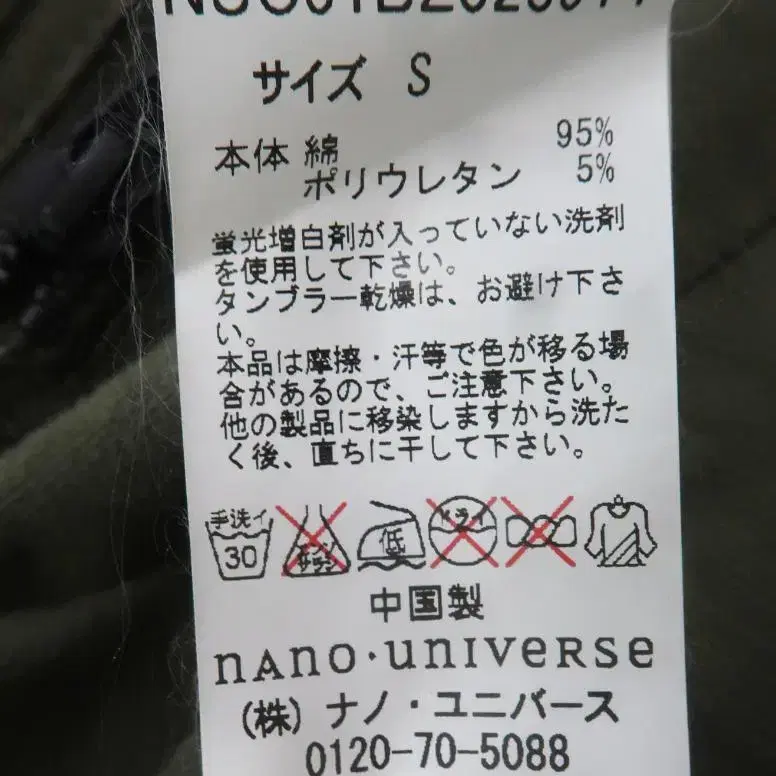 サイズ S
本体 綿 95%
ポリウレタン 5%
蛍光増白剤が入っていない洗剤
を使用して下さい。
タンブラー乾燥は、お避け下さ
い。
本品は摩擦・汗等で色が移る場
合があるので、ご注意下さい。
他の製品に移染しますから洗た
く後、直ちに干して下さい。
手洗イ 30 低 ドライ
中国製
nAno・unIVeRSe
(株) ナノ・ユニバース
0120-70-5088